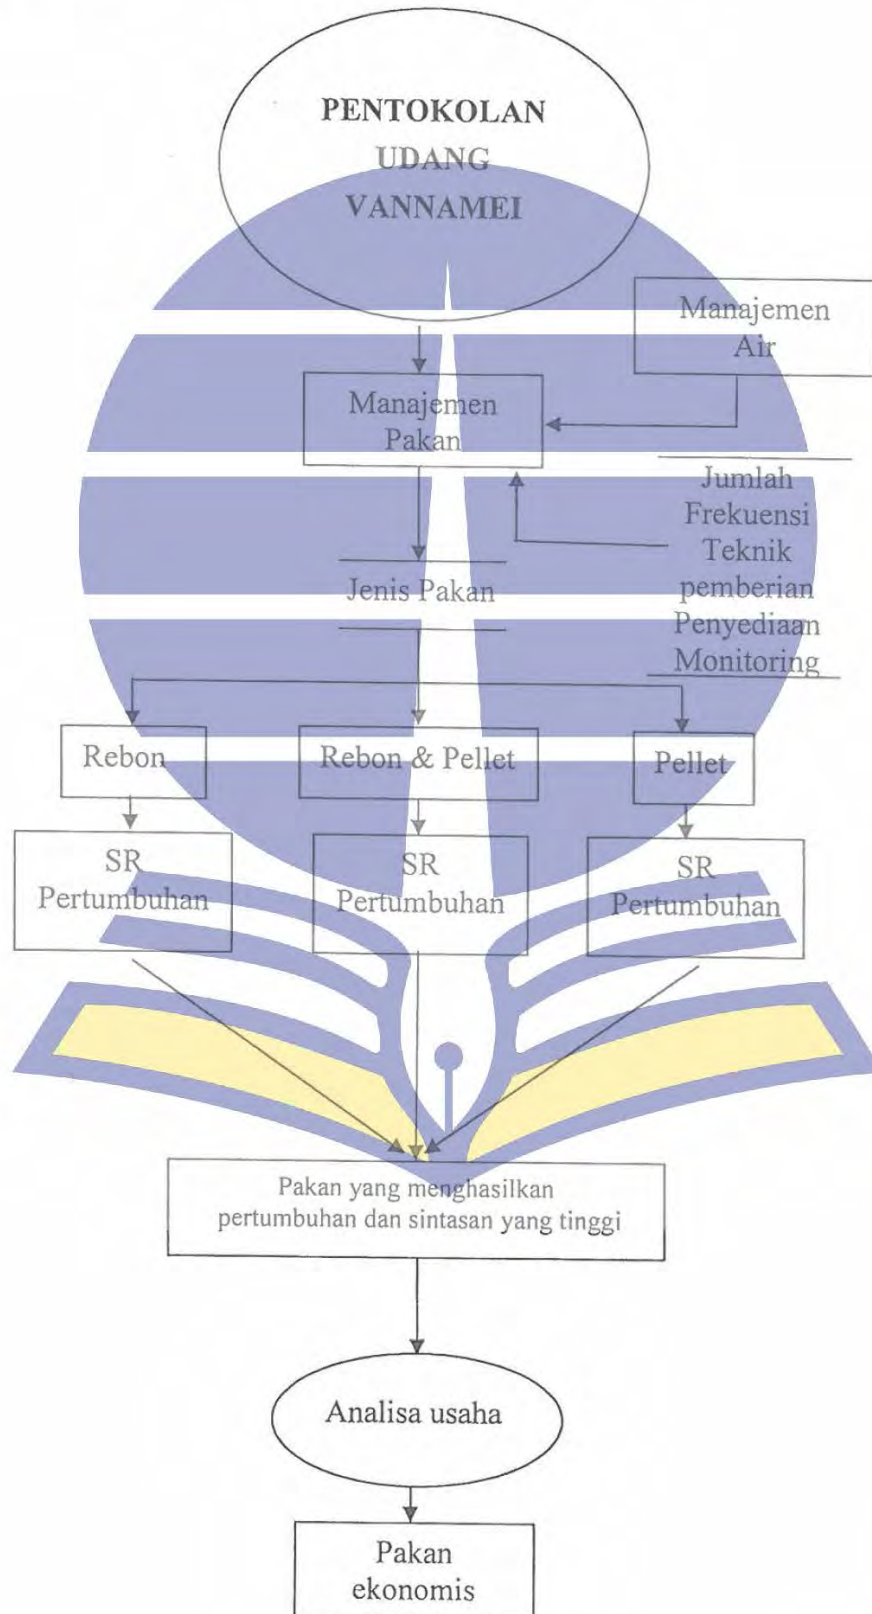 PENTOKOLAN
UDANG
VANNAMEI
Manajemen
Air
Manajemen
Pakan
Jumlah
Frekuensi
Teknik
pemberian
Penyediaan
Monitoring
Jenis Pakan
Rebon
Rebon & Pellet
Pellet
SR
Pertumbuhan
SR
Pertumbuhan
SR
Pertumbuhan
Pakan yang menghasilkan
pertumbuhan dan sintasan yang tinggi
Analisa usaha
Pakan
ekonomis